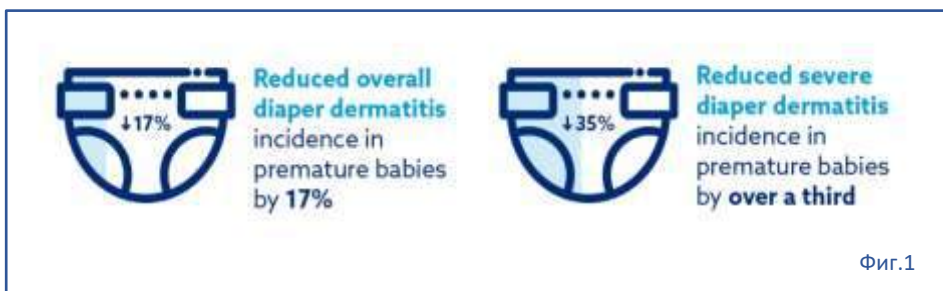 ↓17%
Reduced overall
diaper dermatitis
incidence in
premature babies
by 17%
↓35%
Reduced severe
diaper dermatitis
incidence in
premature babies
by over a third
Фиг.1